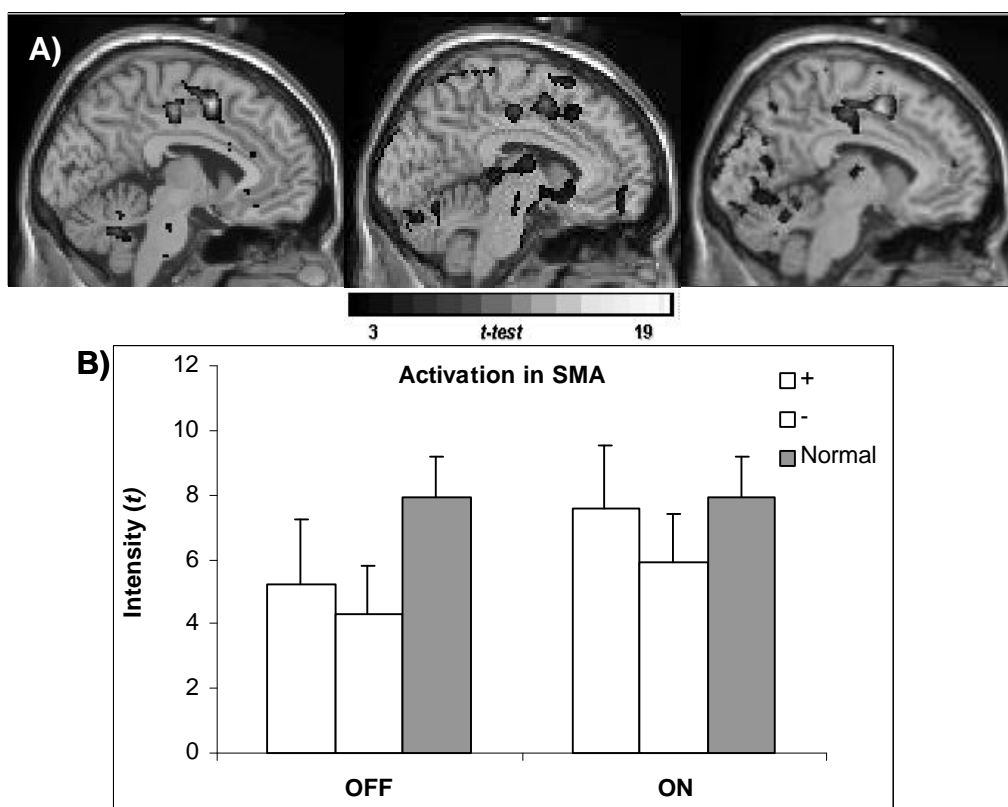 A)
3 t-test 19
B)
Activation in SMA
+
-
Normal
Intensity (t)
12
10
8
6
4
2
0
OFF ON